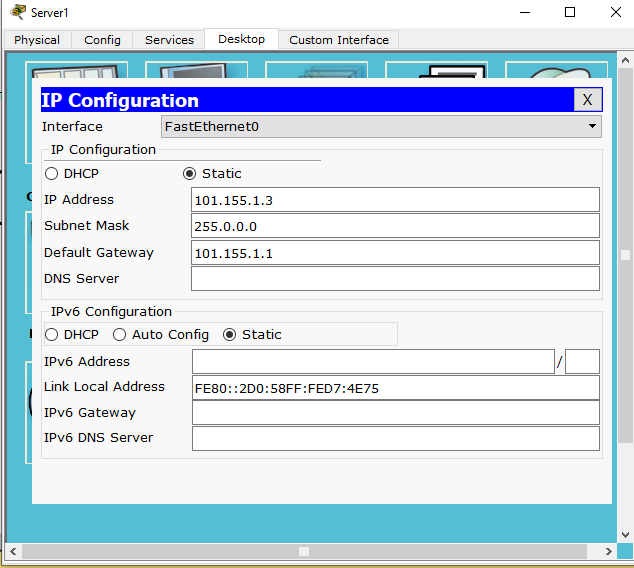 Server1
Physical Config Services Desktop Custom Interface
IP Configuration X
Interface FastEthernet0
IP Configuration
DHCP Static
IP Address 101.155.1.3
Subnet Mask 255.0.0.0
Default Gateway 101.155.1.1
DNS Server
IPv6 Configuration
DHCP Auto Config Static
IPv6 Address /
Link Local Address FE80::2D0:58FF:FED7:4E75
IPv6 Gateway
IPv6 DNS Server